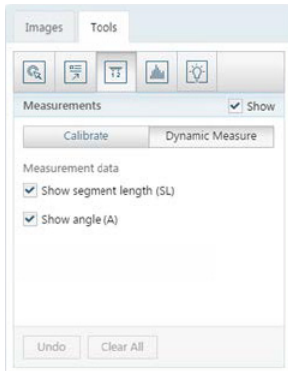 Images Tools
Measurements Show
Calibrate Dynamic Measure
Measurement data
Show segment length (SL)
Show angle (A)
Undo Clear All